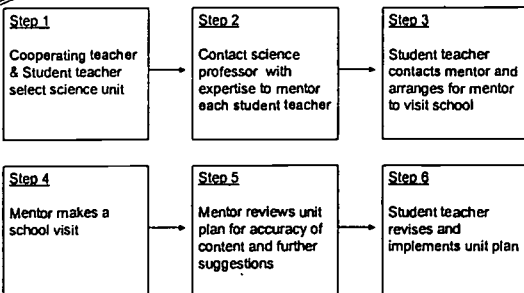 Step 1
Cooperating teacher
& Student teacher
select science unit
Step 2
Contact science
professor with
expertise to mentor
each student teacher
Step 3
Student teacher
contacts mentor and
arranges for mentor
to visit school
Step 4
Mentor makes a
school visit
Step 5
Mentor reviews unit
plan for accuracy of
content and further
suggestions
Step 6
Student teacher
revises and
implements unit plan